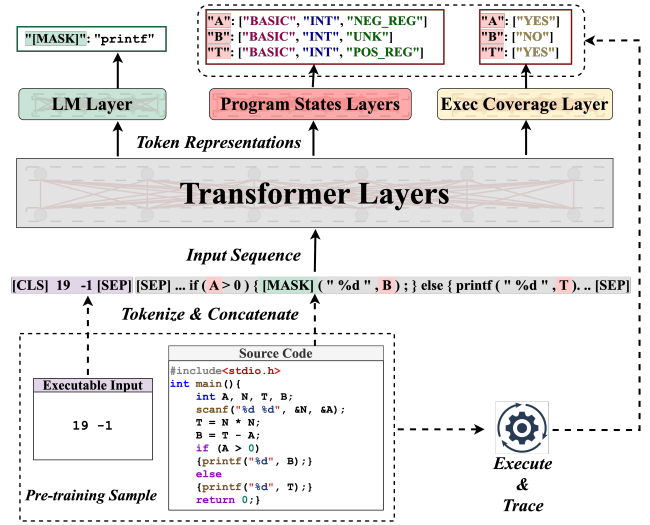 "[MASK]": "printf"
"A": ["BASIC", "INT", "NEG_REG"]
"B": ["BASIC", "INT", "UNK"]
"T": ["BASIC", "INT", "POS_REG"]
"A": ["YES"]
"B": ["NO"]
"T": ["YES"]
LM Layer
Program States Layers
Exec Coverage Layer
Token Representations
Transformer Layers
Input Sequence
[CLS] 19 -1 [SEP] [SEP] ... if ( A > 0 ) { [MASK] ( " %d " , B ) ; } else { printf ( " %d " , T ). .. [SEP]
Tokenize & Concatenate
Executable Input
19 -1
Pre-training Sample
Source Code
#include<stdio.h>
int main(){
int A, N, T, B;
scanf("%d %d", &N, &A);
T = N * N;
B = T - A;
if (A > 0)
{printf("%d", B);}
else
{printf("%d", T);}
return 0;}
Execute
&
Trace